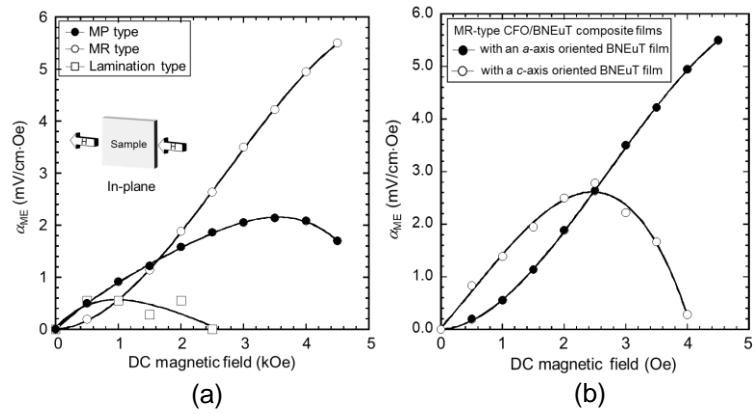 6
5
4
3
2
1
0
0
1
2
3
4
5
α_ME (mV/cm·Oe)
DC magnetic field (kOe)
MP type
MR type
Lamination type
H
Sample
H
In-plane
(a)
6.0
5.0
4.0
3.0
2.0
1.0
0.0
0
1
2
3
4
5
α_ME (mV/cm·Oe)
DC magnetic field (Oe)
MR-type CFO/BNEuT composite films
with an a-axis oriented BNEuT film
with a c-axis oriented BNEuT film
(b)